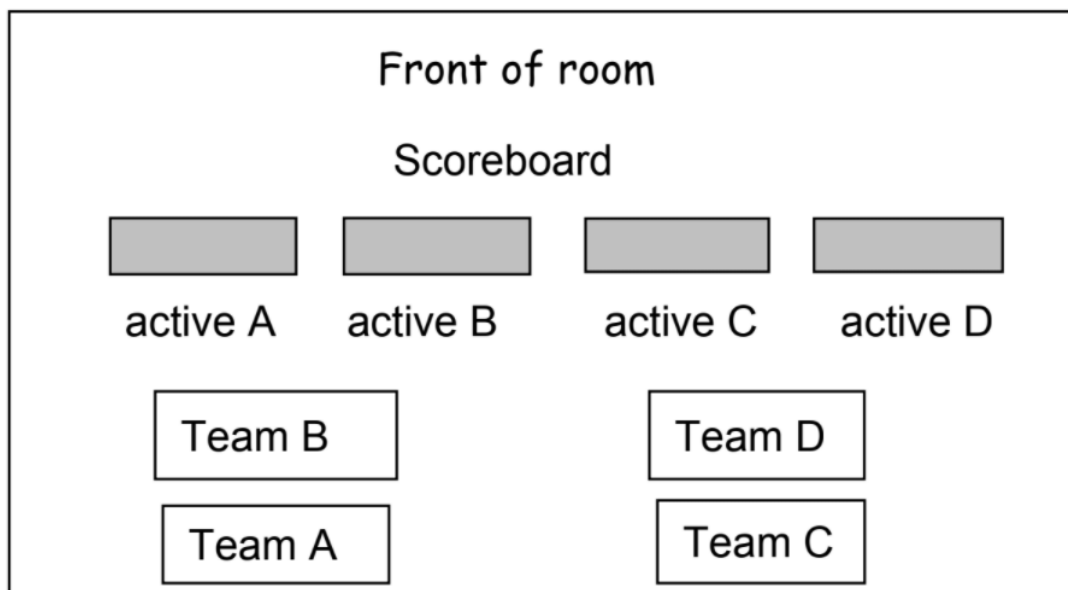 Front of room
Scoreboard
active A active B active C active D
Team B Team D
Team A Team C